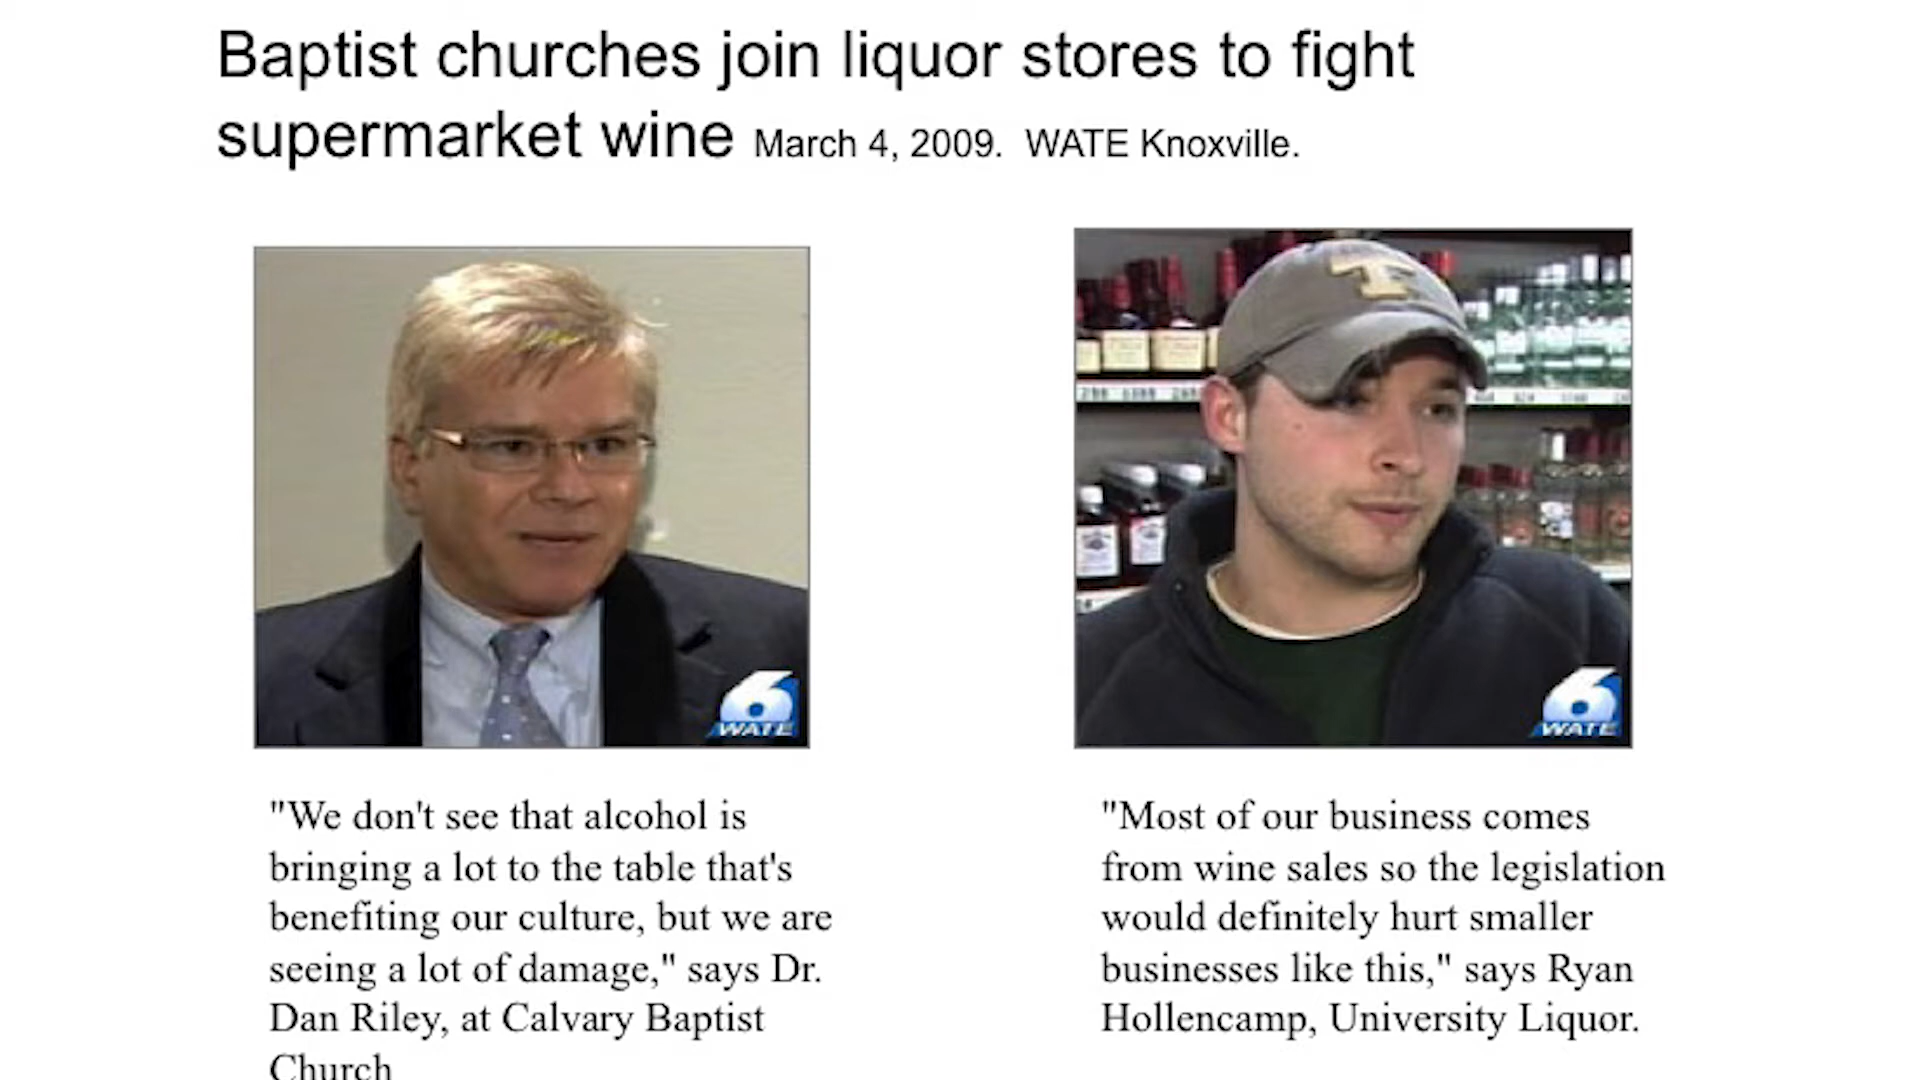 Baptist churches join liquor stores to fight
supermarket wine March 4, 2009. WATE Knoxville.
T
6
WATE
6
WATE
"We don't see that alcohol is
bringing a lot to the table that's
benefiting our culture, but we are
seeing a lot of damage," says Dr.
Dan Riley, at Calvary Baptist
Church
"Most of our business comes
from wine sales so the legislation
would definitely hurt smaller
businesses like this," says Ryan
Hollencamp, University Liquor.